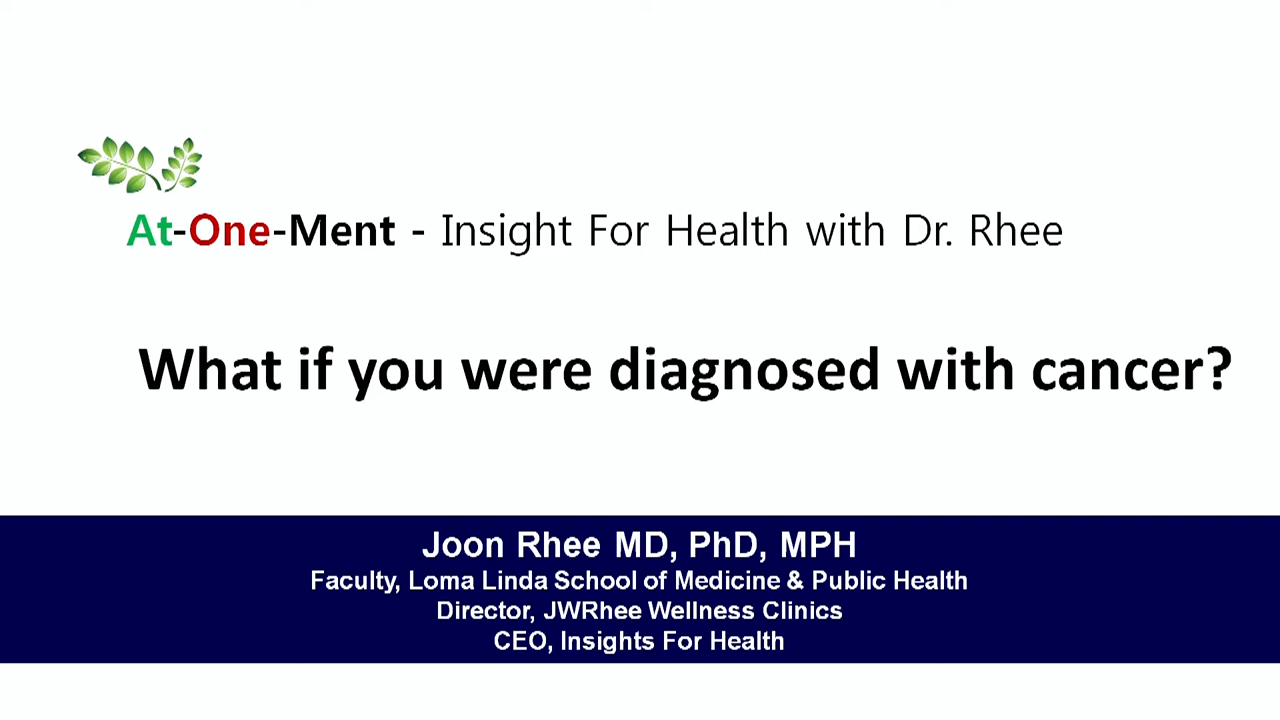 At-One-Ment - Insight For Health with Dr. Rhee
What if you were diagnosed with cancer?
Joon Rhee MD, PhD, MPH
Faculty, Loma Linda School of Medicine & Public Health
Director, JWRhee Wellness Clinics
CEO, Insights For Health